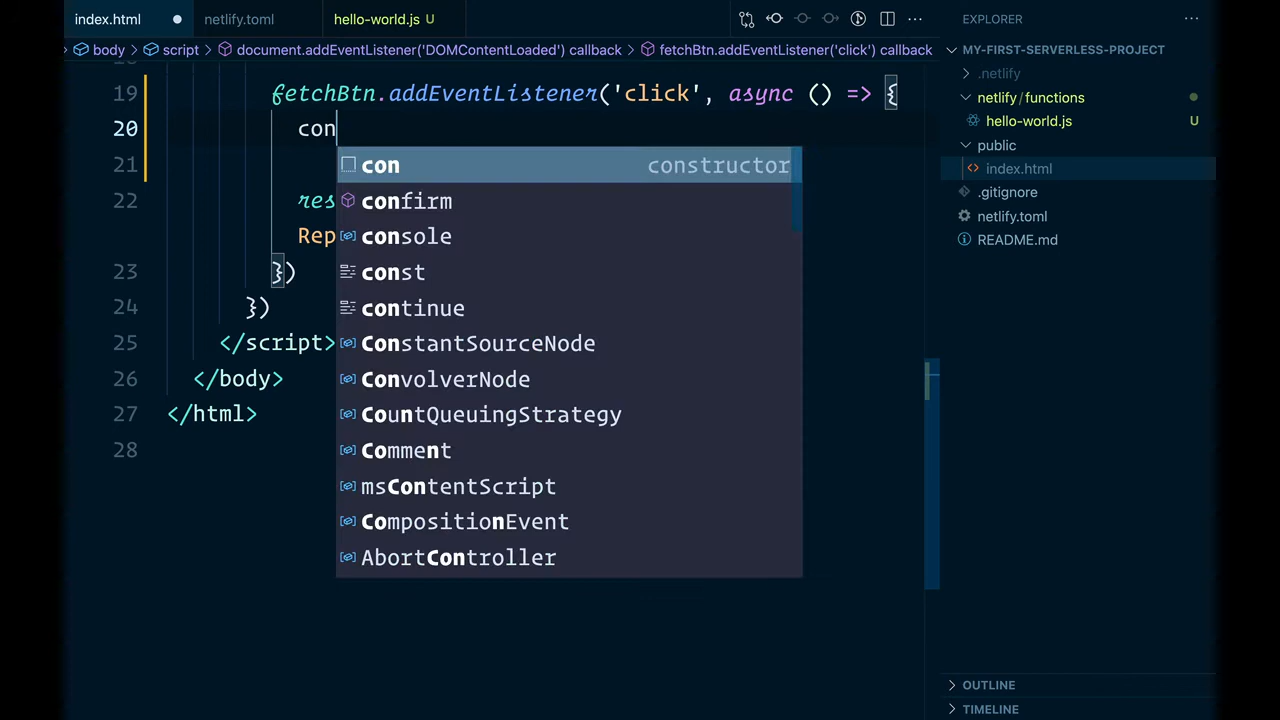 index.html
netlify.toml
hello-world.js U
EXPLORER
body > script > document.addEventListener('DOMContentLoaded') callback > fetchBtn.addEventListener('click') callback
MY-FIRST-SERVERLESS-PROJECT
.netlify
netlify/functions
hello-world.js U
public
index.html
.gitignore
netlify.toml
README.md
19 fetchBtn.addEventListener('click', async () => {
20 con
21
22 res
Rep
23 })
24 })
25 </script>
26 </body>
27 </html>
28
con constructor
confirm
console
const
continue
ConstantSourceNode
ConvolverNode
CountQueuingStrategy
Comment
msContentScript
CompositionEvent
AbortController
OUTLINE
TIMELINE